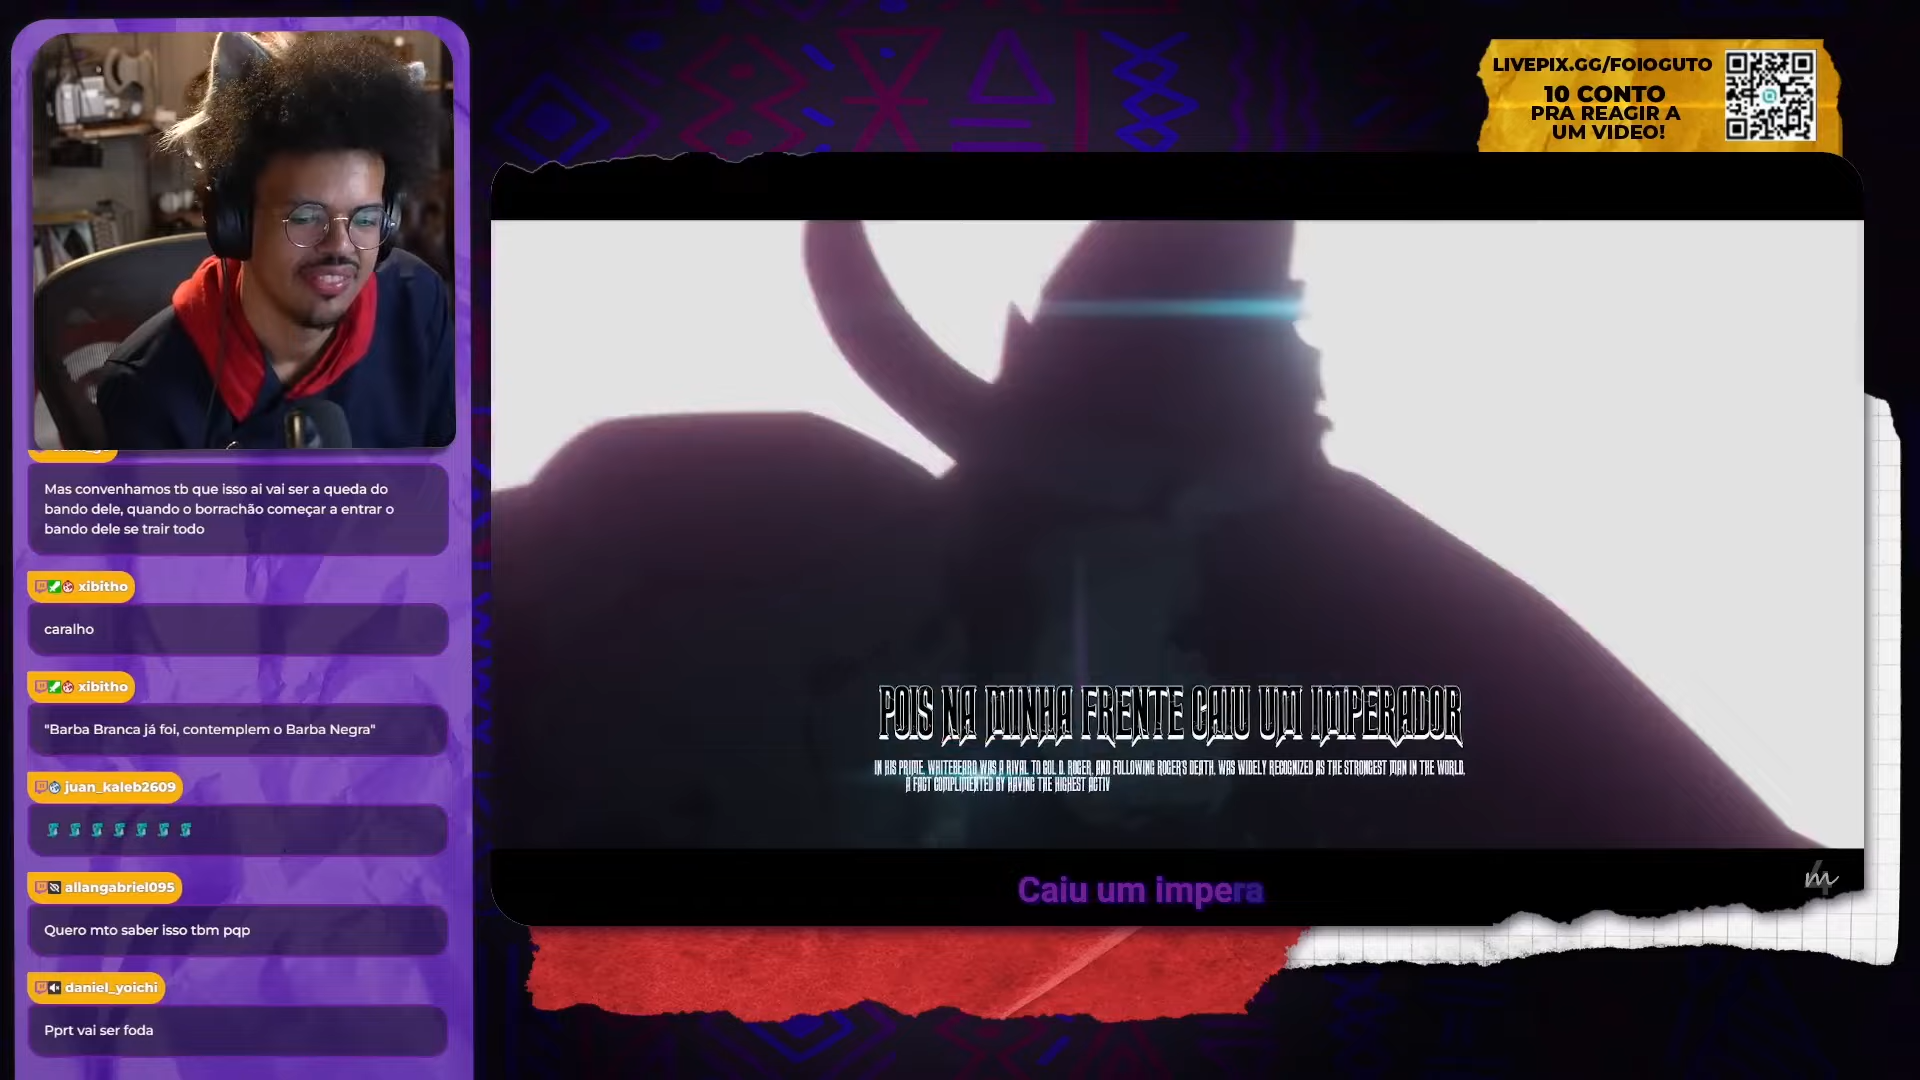 LIVEPIX.GG/FOIOGUTO
10 CONTO
PRA REAGIR A
UM VIDEO!
Mas convenhamos tb que isso ai vai ser a queda do
bando dele, quando o borrachão começar a entrar o
bando dele se trair todo
xibitho
caralho
xibitho
"Barba Branca já foi, contemplem o Barba Negra"
juan_kaleb2609
allangabriel095
Quero mto saber isso tbm pqp
daniel_yoichi
Pprt vai ser foda
POIS NA MINHA FRENTE CAIU UM IMPERADOR
IN HIS PRIME, WHITEBEARD WAS A RIVAL TO GOL D. ROGER, AND FOLLOWING ROGER'S DEATH, WAS WIDELY RECOGNIZED AS THE STRONGEST MAN IN THE WORLD,
A FACT COMPLIMENTED BY HAVING THE HIGHEST ACTIV
Caiu um impera